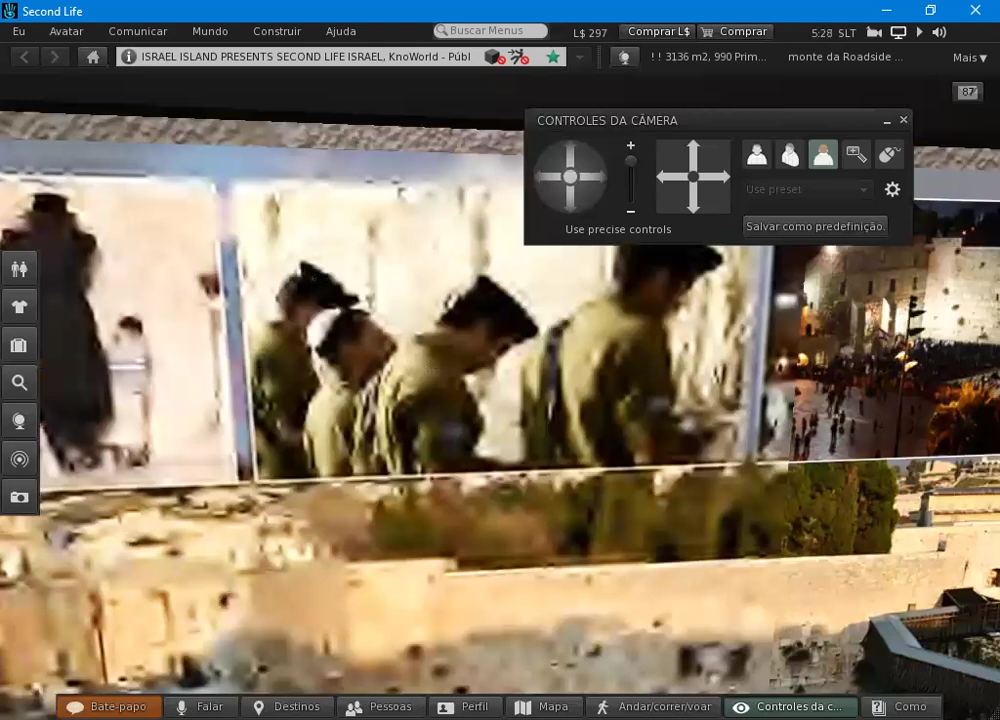 Second Life
Eu Avatar Comunicar Mundo Construir Ajuda Buscar Menus L$ 297 Comprar L$ Comprar 5:28 SLT
ISRAEL ISLAND PRESENTS SECOND LIFE ISRAEL, KnoWorld - Públ !! 3136 m2, 990 Prim... monte da Roadside ... Mais ▼
87
CONTROLES DA CÂMERA
+
-
Use preset
Use precise controls
Salvar como predefinição.
Bate-papo Falar Destinos Pessoas Perfil Mapa Andar/correr/voar Controles da c... Como